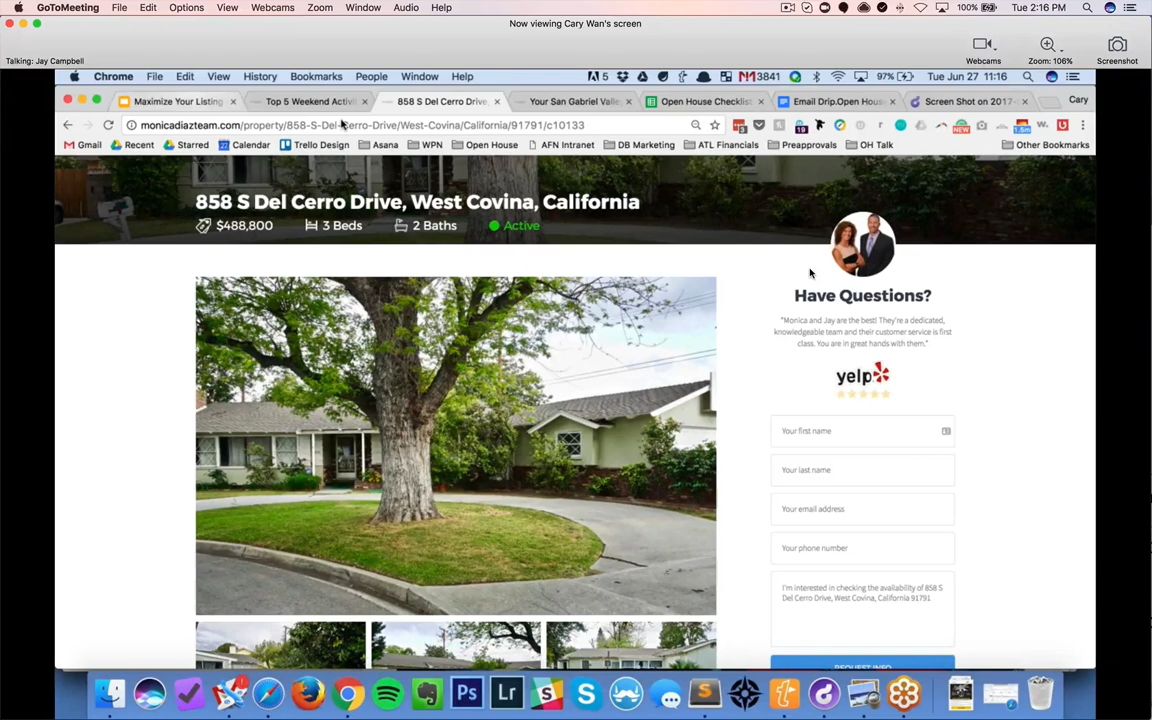 GoToMeeting File Edit Options View Webcams Zoom Window Audio Help 100% Tue 2:16 PM
Now viewing Cary Wan's screen
Talking: Jay Campbell
Webcams Zoom: 106% Screenshot
Chrome File Edit View History Bookmarks People Window Help 5 3841 97% Tue Jun 27 11:16
Maximize Your Listing Top 5 Weekend Activi 858 S Del Cerro Drive, Your San Gabriel Valle Open House Checklist Email Drip.Open Hous Screen Shot on 2017- Cary
monicadiazteam.com/property/858-S-Del-Cerro-Drive/West-Covina/California/91791/c10133
Gmail Recent Starred Calendar Trello Design Asana WPN Open House AFN Intranet DB Marketing ATL Financials Preapprovals OH Talk Other Bookmarks
858 S Del Cerro Drive, West Covina, California
$488,800 3 Beds 2 Baths Active
Have Questions?
"Monica and Jay are the best! They're a dedicated,
knowledgeable team and their customer service is first
class. You are in great hands with them."
yelp
Your first name
Your last name
Your email address
Your phone number
I'm interested in checking the availability of 858 S
Del Cerro Drive, West Covina, California 91791
REQUEST INFO
Ps Lr